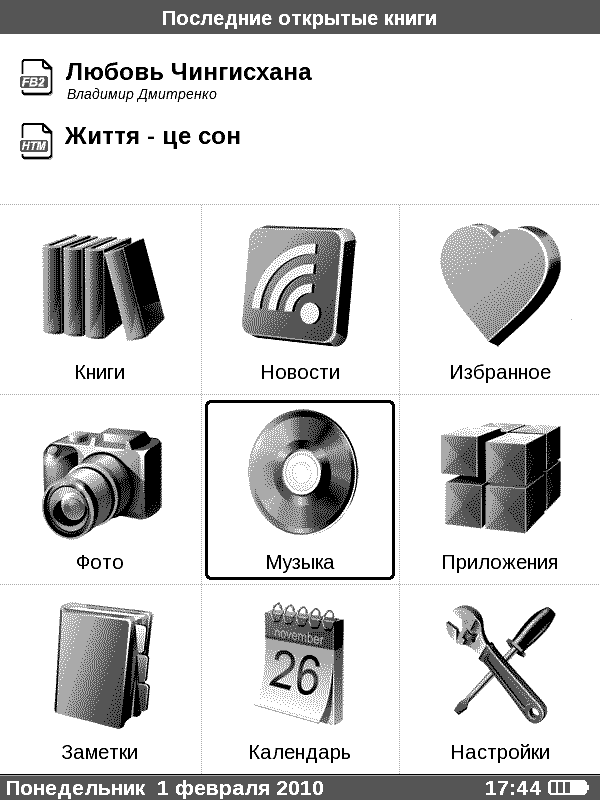 Последние открытые книги
FB2
Любовь Чингисхана
Владимир Дмитренко
HTM
Життя - це сон
Книги
Новости
Избранное
Фото
Музыка
Приложения
november
26
Заметки
Календарь
Настройки
Понедельник 1 февраля 2010
17:44